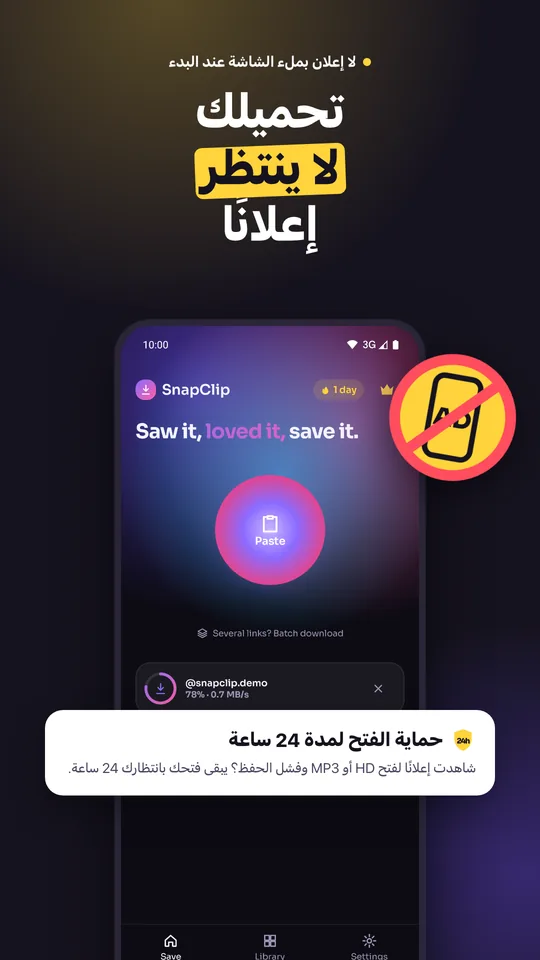 لا إعلان بملء الشاشة عند البدء
تحميلك
لا ينتظر
إعلانًا
10:00
3G
SnapClip
1 day
AD
Saw it, loved it, save it.
Paste
Several links? Batch download
@snapclip.demo
78% · 0.7 MB/s
24h
حماية الفتح لمدة 24 ساعة
شاهدت إعلانًا لفتح HD أو MP3 وفشل الحفظ؟ يبقى فتحك بانتظارك 24 ساعة.
Save
Library
Settings